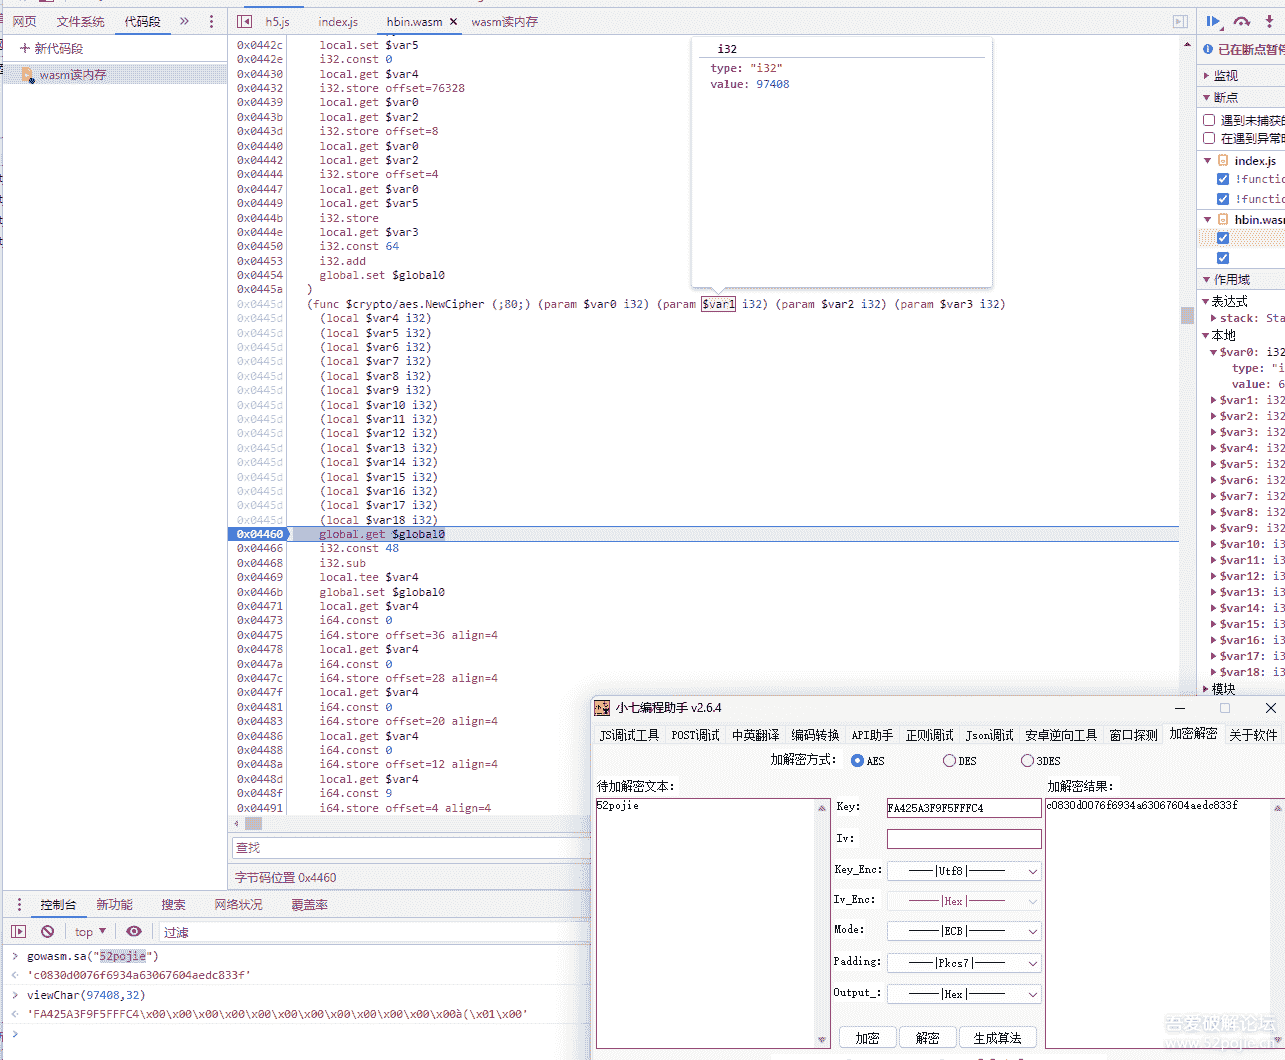 网页 文件系统 代码段 » ⋮ h5.js index.js hbin.wasm × wasm读内存
+ 新代码段
wasm读内存
0x0442c local.set $var5
0x0442e i32.const 0
0x04430 local.get $var4
0x04432 i32.store offset=76328
0x04439 local.get $var0
0x0443b local.get $var2
0x0443d i32.store offset=8
0x04440 local.get $var0
0x04442 local.get $var2
0x04444 i32.store offset=4
0x04447 local.get $var0
0x04449 local.get $var5
0x0444b i32.store
0x0444e local.get $var3
0x04450 i32.const 64
0x04453 i32.add
0x04454 global.set $global0
0x0445a )
0x0445d (func $crypto/aes.NewCipher (;80;) (param $var0 i32) (param $var1 i32) (param $var2 i32) (param $var3 i32)
0x0445d (local $var4 i32)
0x0445d (local $var5 i32)
0x0445d (local $var6 i32)
0x0445d (local $var7 i32)
0x0445d (local $var8 i32)
0x0445d (local $var9 i32)
0x0445d (local $var10 i32)
0x0445d (local $var11 i32)
0x0445d (local $var12 i32)
0x0445d (local $var13 i32)
0x0445d (local $var14 i32)
0x0445d (local $var15 i32)
0x0445d (local $var16 i32)
0x0445d (local $var17 i32)
0x0445d (local $var18 i32)
0x04460 global.get $global0
0x04466 i32.const 48
0x04468 i32.sub
0x04469 local.tee $var4
0x0446b global.set $global0
0x04471 local.get $var4
0x04473 i64.const 0
0x04475 i64.store offset=36 align=4
0x04478 local.get $var4
0x0447a i64.const 0
0x0447c i64.store offset=28 align=4
0x0447f local.get $var4
0x04481 i64.const 0
0x04483 i64.store offset=20 align=4
0x04486 local.get $var4
0x04488 i64.const 0
0x0448a i64.store offset=12 align=4
0x0448d local.get $var4
0x0448f i64.const 9
0x04491 i64.store offset=4 align=4
i32
type: "i32"
value: 97408
查找
字节码位置 0x4460
已在断点暂停
监视
断点
遇到未捕获的
在遇到异常时
index.js
!functio
!functio
hbin.wasm
作用域
表达式
stack: Sta
本地
$var0: i32
type: "i
value: 6
$var1: i32
$var2: i32
$var3: i32
$var4: i32
$var5: i32
$var6: i32
$var7: i32
$var8: i32
$var9: i32
$var10: i3
$var11: i3
$var12: i3
$var13: i3
$var14: i3
$var15: i3
$var16: i3
$var17: i3
$var18: i3
模块
⋮ 控制台 新功能 搜索 网络状况 覆盖率
top ▼ 过滤
> gowasm.sa("52pojie")
'c0830d0076f6934a63067604aedc833f'
> viewChar(97408,32)
'FA425A3F9F5FFFC4\x00\x00\x00\x00\x00\x00\x00\x00\x00\x00\x00\x00à(\x01\x00'
>
小七编程助手 v2.6.4
JS调试工具 POST调试 中英翻译 编码转换 API助手 正则调试 Json调试 安卓逆向工具 窗口探测 加密解密 关于软件
加解密方式: AES DES 3DES
待加解密文本: 加解密结果:
52pojie
Key: FA425A3F9F5FFFC4
c0830d0076f6934a63067604aedc833f
Iv:
Key_Enc: ——|Utf8|——
Iv_Enc: ——|Hex|——
Mode: ——|ECB|——
Padding: ——|Pkcs7|——
Output_: ——|Hex|——
加密 解密 生成算法
吾爱破解论坛
www.52pojie.cn